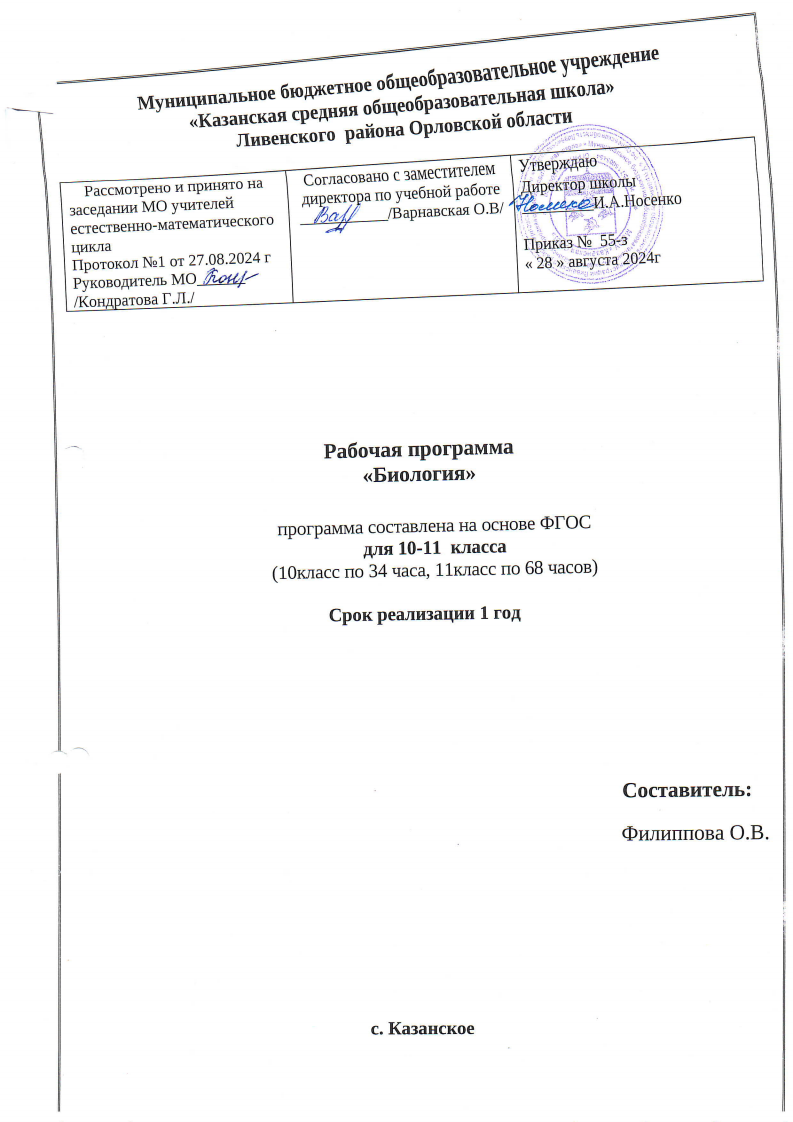 Муниципальное бюджетное общеобразовательное учреждение
«Казанская средняя общеобразовательная школа»
Ливенского района Орловской области
Рассмотрено и принято на
заседании МО учителей
естественно-математического
цикла
Протокол №1 от 27.08.2024 г
Руководитель МО
/Кондратова Г.Л./
Согласовано с заместителем
директора по учебной работе
/Варнавская О.В/
Утверждаю
Директор школы
И.А.Носенко
Приказ № 55-з
« 28 » августа 2024г
Рабочая программа
«Биология»
программа составлена на основе ФГОС
для 10-11 класса
(10класс по 34 часа, 11класс по 68 часов)
Срок реализации 1 год
Составитель:
Филиппова О.В.
с. Казанское